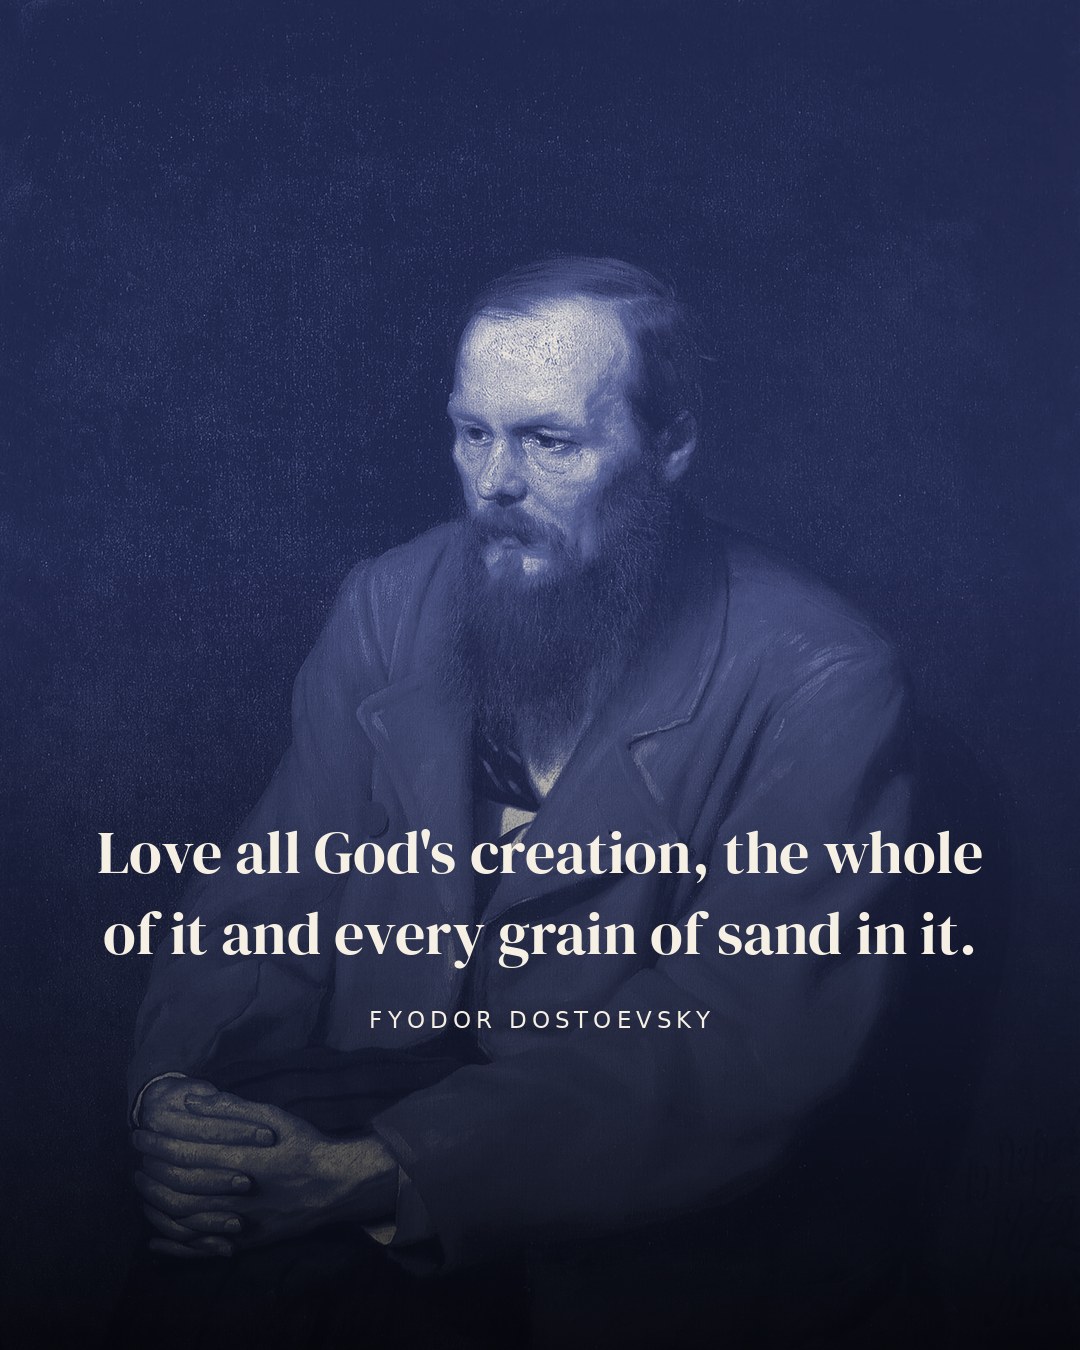 Love all God's creation, the whole
of it and every grain of sand in it.
FYODOR DOSTOEVSKY